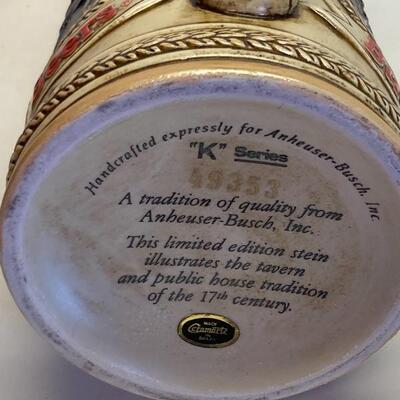 Handcrafted expressly for Anheuser-Busch, Inc.
"K" Series
49353
A tradition of quality from
Anheuser-Busch, Inc.
This limited edition stein
illustrates the tavern
and public house tradition
of the 17th century.
Ceramarte